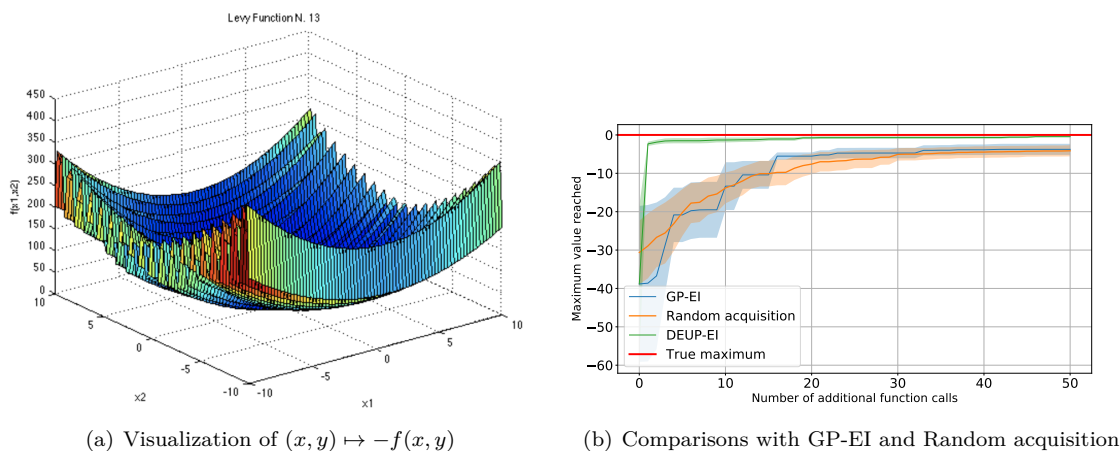 Levy Function N. 13
450
400
350
300
250
200
150
100
50
0
f(x1,x2)
10
5
0
-5
-10
x2
-10
-5
0
5
10
x1
(a) Visualization of (x, y) ↦ −f(x, y)
0
−10
−20
−30
−40
−50
−60
Maximum value reached
GP-EI
Random acquisition
DEUP-EI
True maximum
0
10
20
30
40
50
Number of additional function calls
(b) Comparisons with GP-EI and Random acquisition